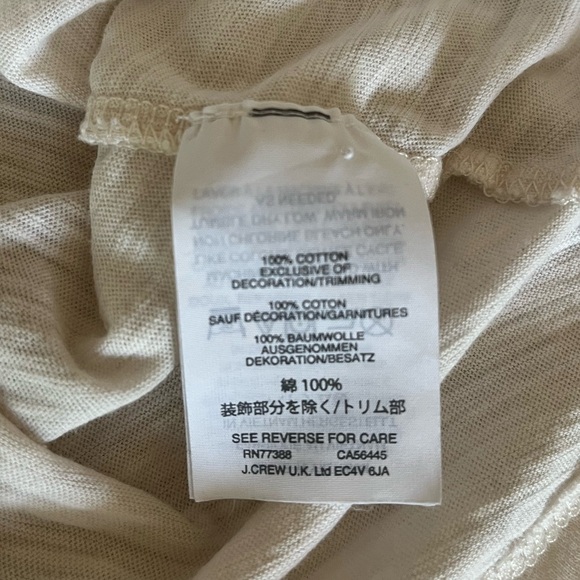 100% COTTON
EXCLUSIVE OF
DECORATION/TRIMMING
100% COTON
SAUF DÉCORATION/GARNITURES
100% BAUMWOLLE
AUSGENOMMEN
DEKORATION/BESATZ
綿 100%
装飾部分を除く/トリム部
SEE REVERSE FOR CARE
RN77388 CA56445
J.CREW U.K. Ltd EC4V 6JA